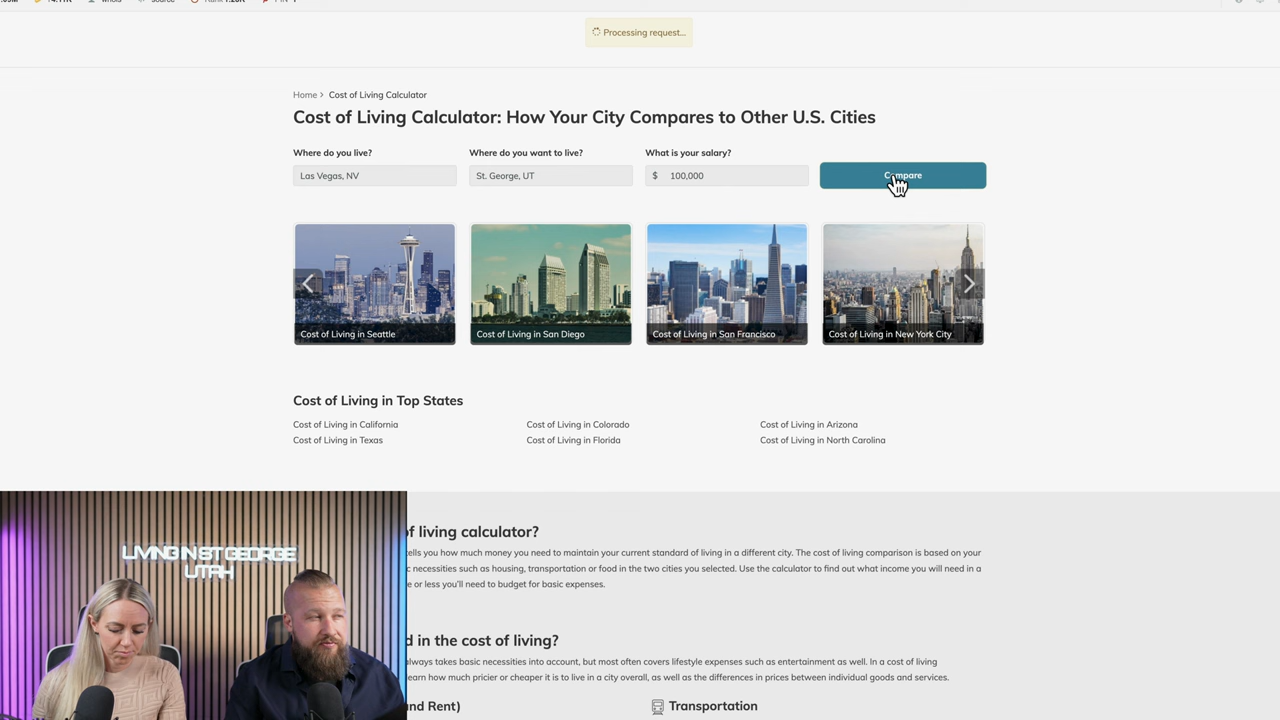 Processing request...
Home > Cost of Living Calculator
Cost of Living Calculator: How Your City Compares to Other U.S. Cities
Where do you live?
Where do you want to live?
What is your salary?
Las Vegas, NV
St. George, UT
$ 100,000
Compare
Cost of Living in Seattle
Cost of Living in San Diego
Cost of Living in San Francisco
Cost of Living in New York City
Cost of Living in Top States
Cost of Living in California
Cost of Living in Colorado
Cost of Living in Arizona
Cost of Living in Texas
Cost of Living in Florida
Cost of Living in North Carolina
of living calculator?
tells you how much money you need to maintain your current standard of living in a different city. The cost of living comparison is based on your
necessities such as housing, transportation or food in the two cities you selected. Use the calculator to find out what income you will need in a
or less you'll need to budget for basic expenses.
in the cost of living?
always takes basic necessities into account, but most often covers lifestyle expenses such as entertainment as well. In a cost of living
earn how much pricier or cheaper it is to live in a city overall, as well as the differences in prices between individual goods and services.
and Rent)
Transportation
LIVING IN ST GEORGE
UTAH